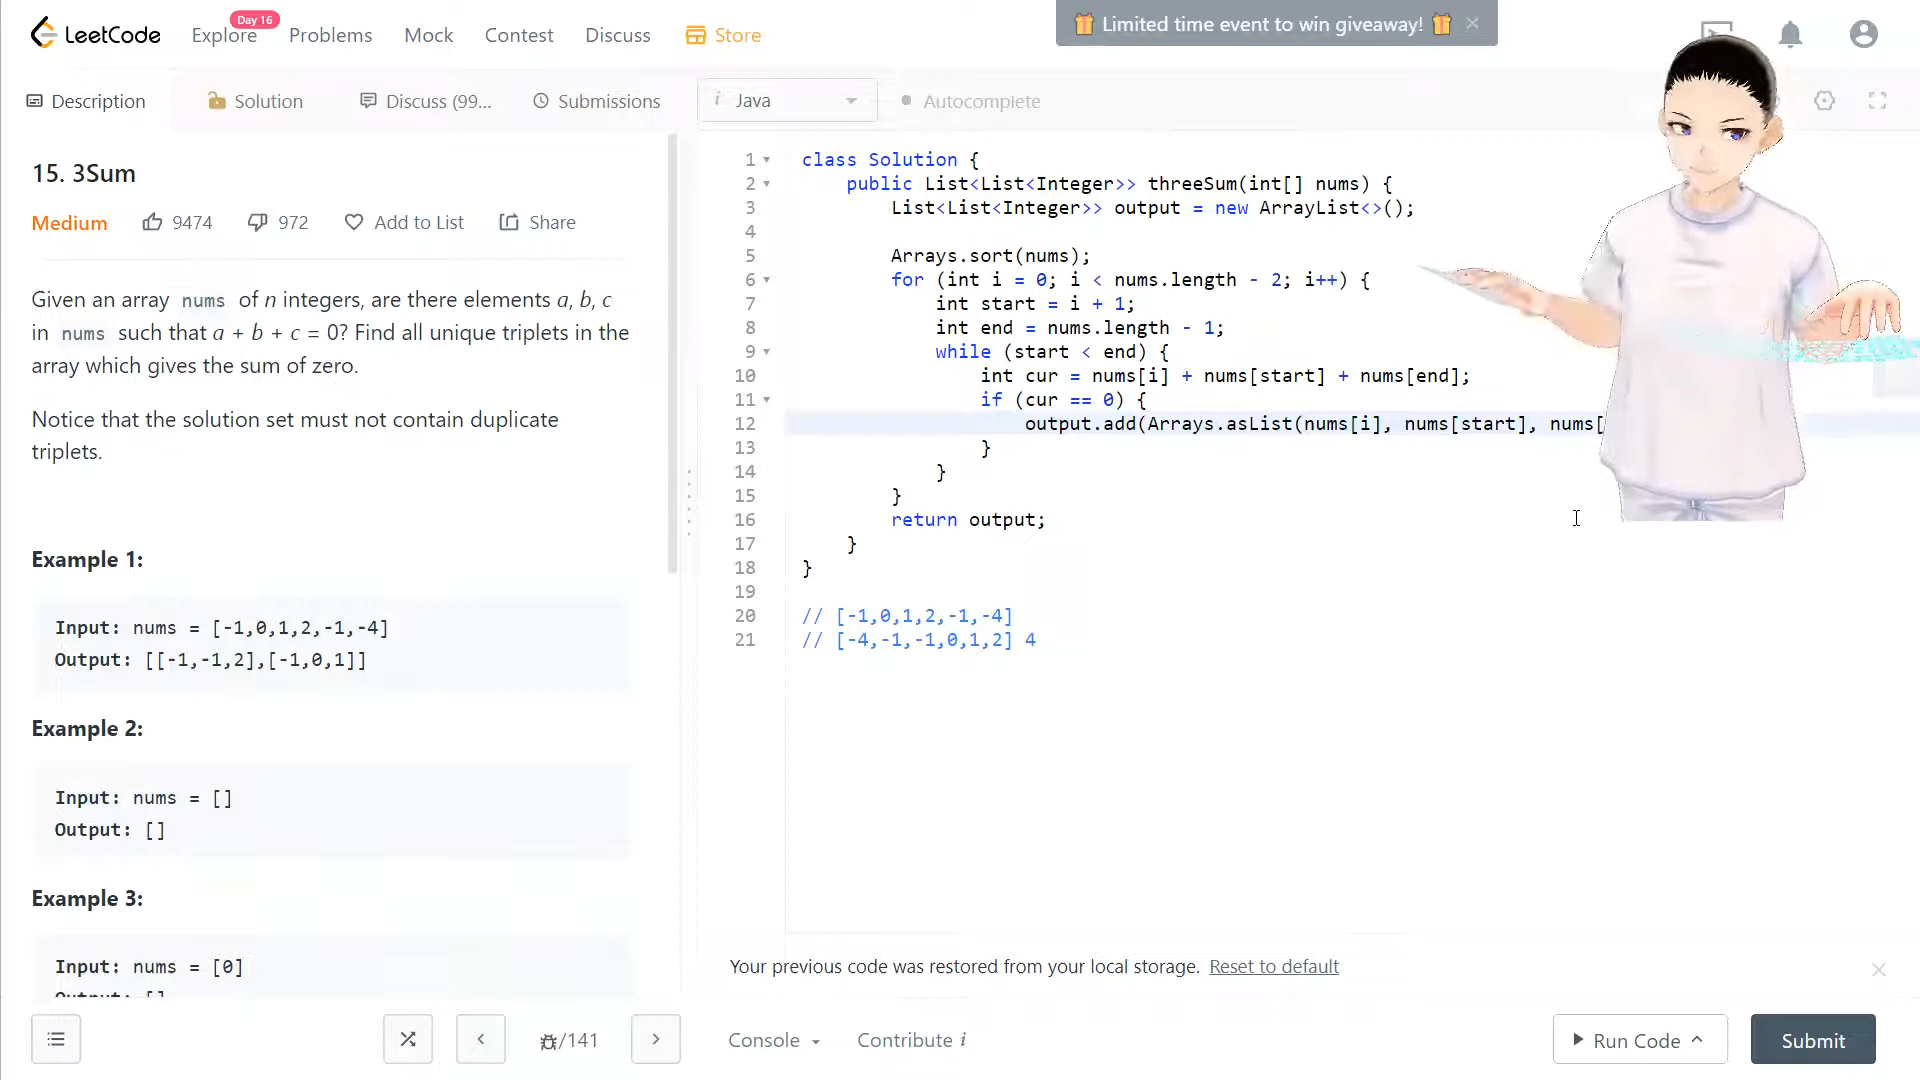 LeetCode
Explore
Day 16
Problems
Mock
Contest
Discuss
Store
Limited time event to win giveaway!
Description
Solution
Discuss (99...
Submissions
i Java
Autocomplete
15. 3Sum
Medium
9474
972
Add to List
Share
Given an array nums of n integers, are there elements a, b, c
in nums such that a + b + c = 0? Find all unique triplets in the
array which gives the sum of zero.
Notice that the solution set must not contain duplicate
triplets.
Example 1:
Input: nums = [-1,0,1,2,-1,-4]
Output: [[-1,-1,2],[-1,0,1]]
Example 2:
Input: nums = []
Output: []
Example 3:
Input: nums = [0]
Output: []
1 class Solution {
2 public List<List<Integer>> threeSum(int[] nums) {
3 List<List<Integer>> output = new ArrayList<>();
4
5 Arrays.sort(nums);
6 for (int i = 0; i < nums.length - 2; i++) {
7 int start = i + 1;
8 int end = nums.length - 1;
9 while (start < end) {
10 int cur = nums[i] + nums[start] + nums[end];
11 if (cur == 0) {
12 output.add(Arrays.asList(nums[i], nums[start], nums[
13 }
14 }
15 }
16 return output;
17 }
18 }
19
20 // [-1,0,1,2,-1,-4]
21 // [-4,-1,-1,0,1,2] 4
Your previous code was restored from your local storage. Reset to default
/141
Console
Contribute i
Run Code
Submit